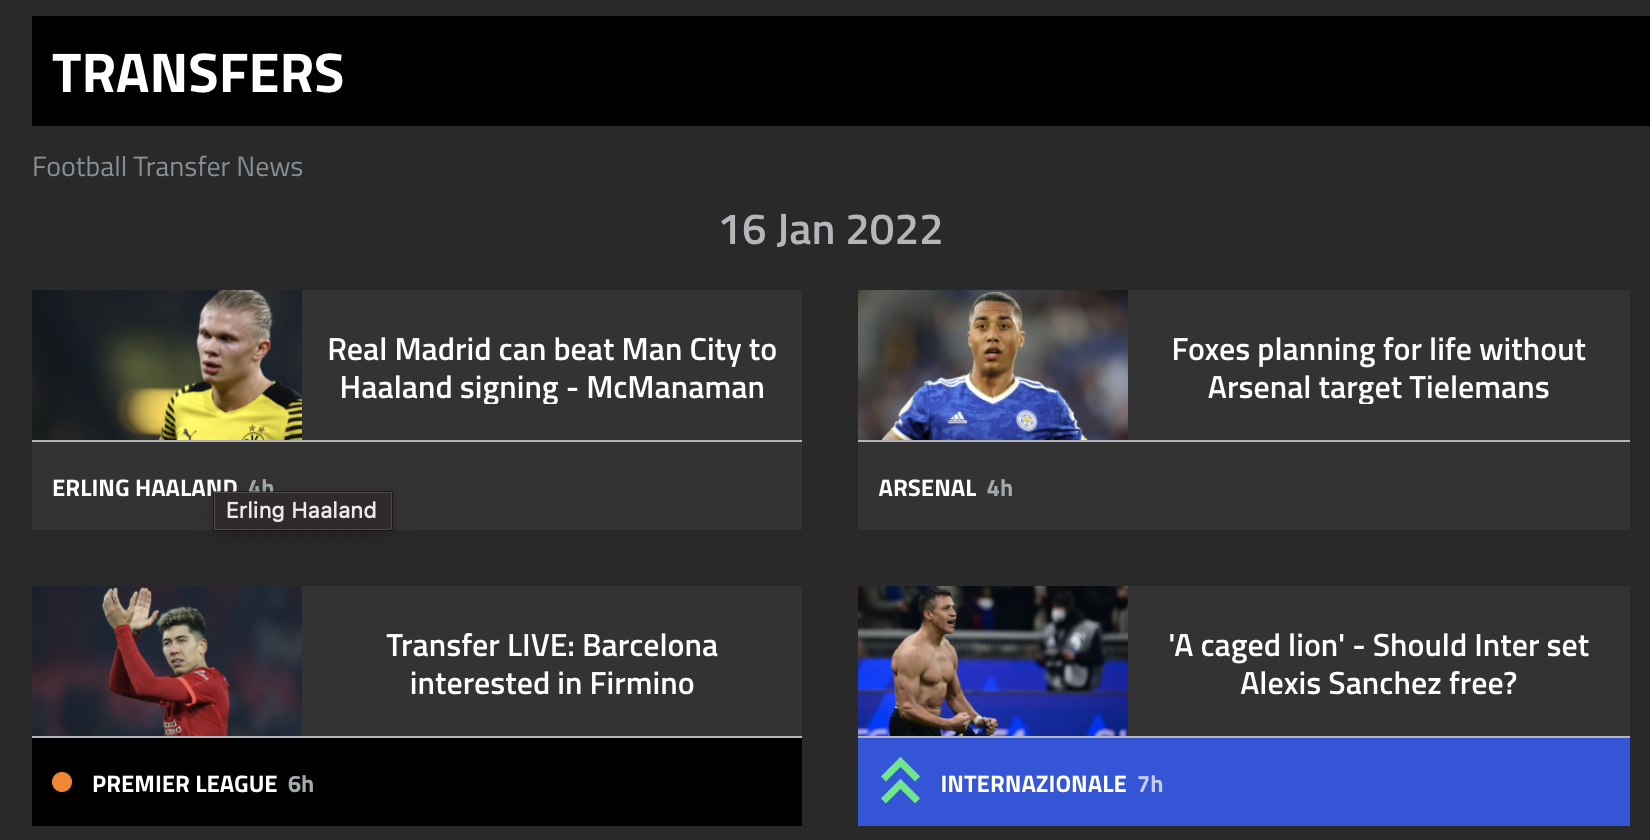 TRANSFERS
Football Transfer News
16 Jan 2022
Real Madrid can beat Man City to
Haaland signing - McManaman
ERLING HAALAND 4h
Erling Haaland
Foxes planning for life without
Arsenal target Tielemans
adidas
ARSENAL 4h
Transfer LIVE: Barcelona
interested in Firmino
PREMIER LEAGUE 6h
'A caged lion' - Should Inter set
Alexis Sanchez free?
INTERNAZIONALE 7h